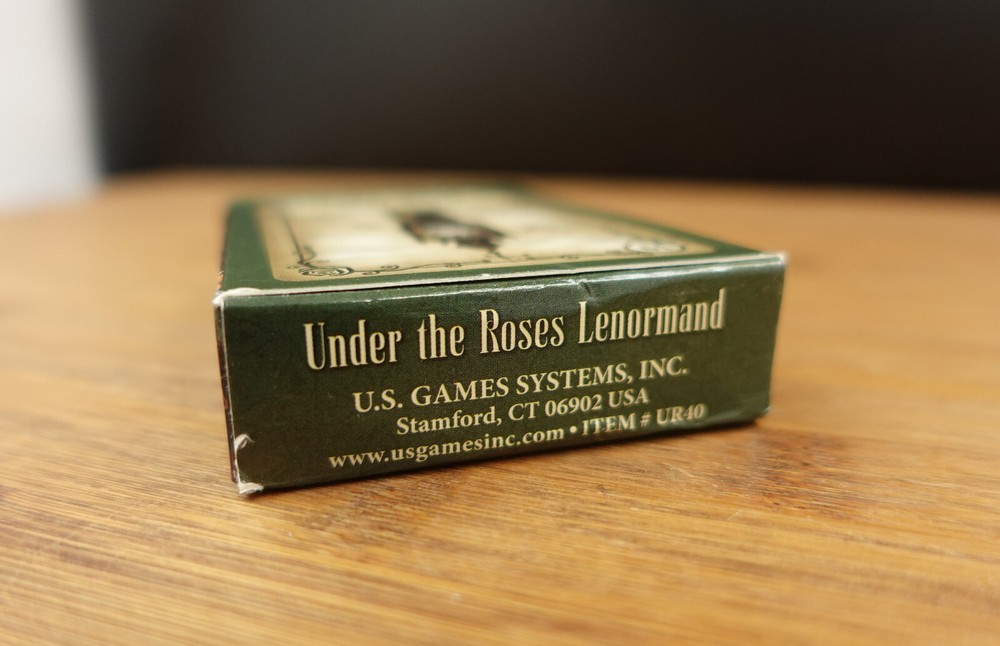 Under the Roses Lenormand
U.S. GAMES SYSTEMS, INC.
Stamford, CT 06902 USA
www.usgamesinc.com • ITEM # UR40